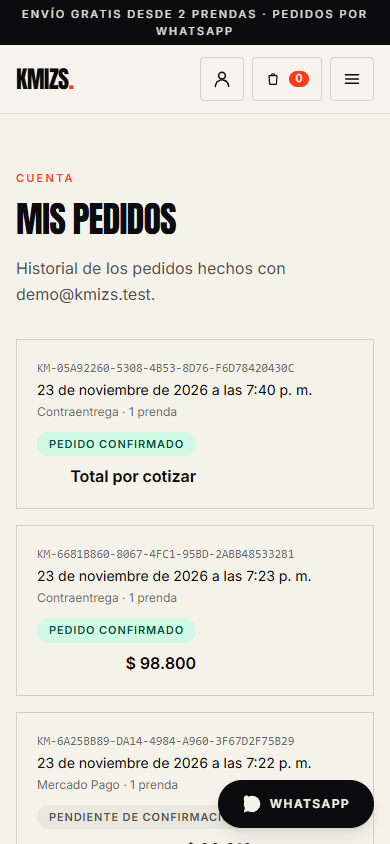 ENVÍO GRATIS DESDE 2 PRENDAS · PEDIDOS POR
WHATSAPP
KMIZS.
0
CUENTA
MIS PEDIDOS
Historial de los pedidos hechos con
demo@kmizs.test.
KM-05A92260-5308-4B53-8D76-F6D78420430C
23 de noviembre de 2026 a las 7:40 p. m.
Contraentrega · 1 prenda
PEDIDO CONFIRMADO
Total por cotizar
KM-6681B860-8067-4FC1-95BD-2ABB48533281
23 de noviembre de 2026 a las 7:23 p. m.
Contraentrega · 1 prenda
PEDIDO CONFIRMADO
$ 98.800
KM-6A25BB89-DA14-4984-A960-3F67D2F75B29
23 de noviembre de 2026 a las 7:22 p. m.
Mercado Pago · 1 prenda
PENDIENTE DE
WHATSAPP